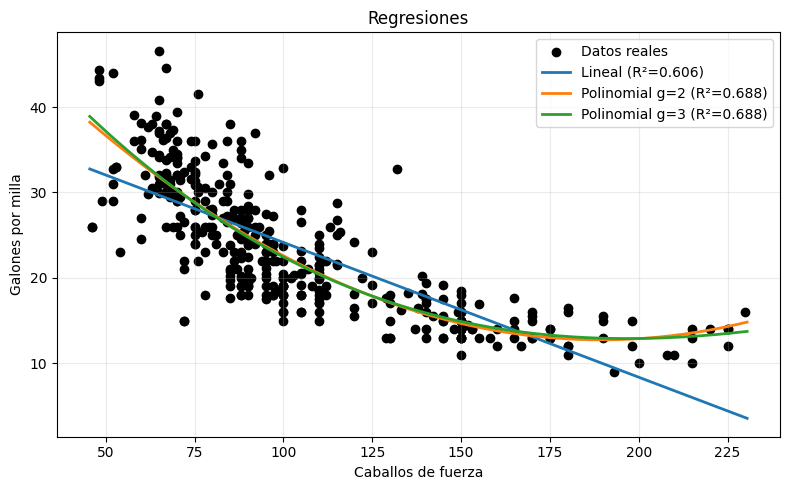 Regresiones
Datos reales
Lineal (R²=0.606)
Polinomial g=2 (R²=0.688)
Polinomial g=3 (R²=0.688)
Galones por milla
40
30
20
10
50
75
100
125
150
175
200
225
Caballos de fuerza